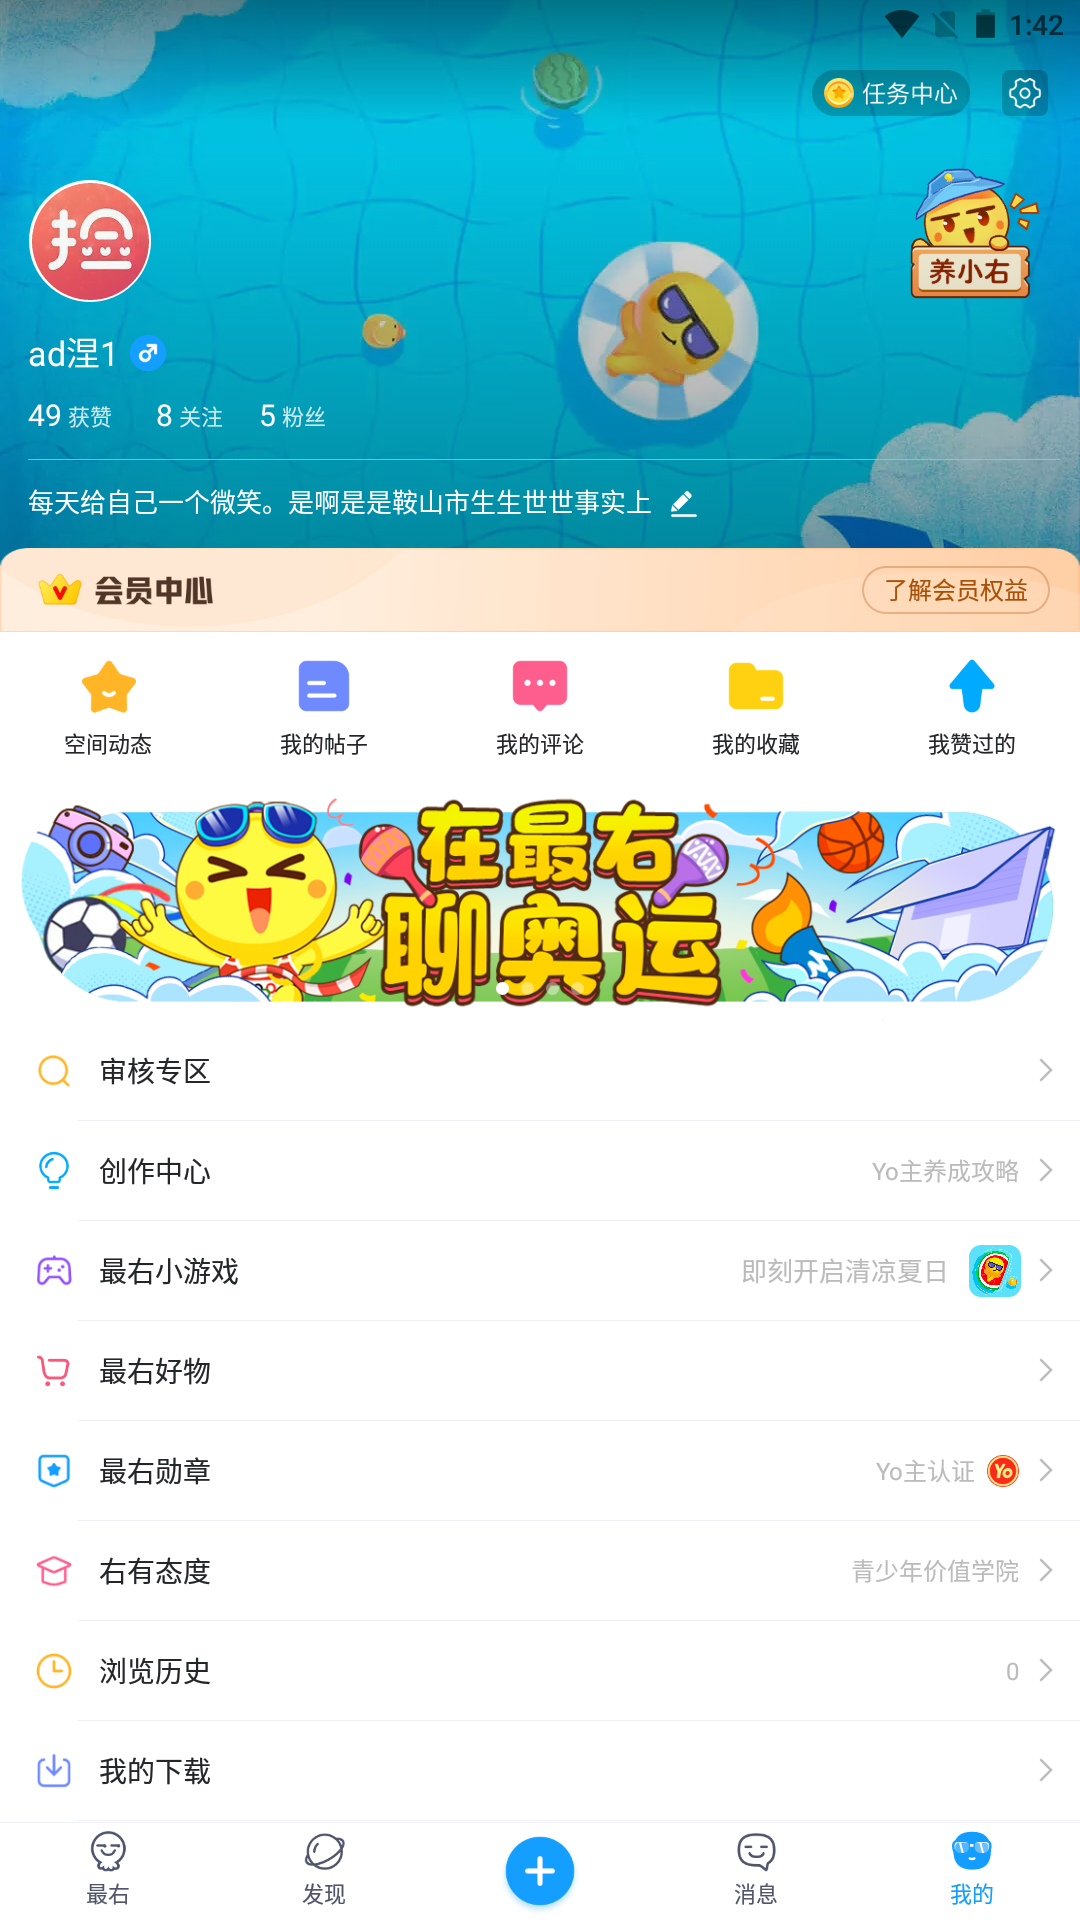 1:42
任务中心
捡
养小右
ad涅1
49 获赞 8 关注 5 粉丝
每天给自己一个微笑。是啊是是鞍山市生生世世事实上
会员中心
了解会员权益
空间动态 我的帖子 我的评论 我的收藏 我赞过的
在最右
聊奥运
审核专区
创作中心 Yo主养成攻略
最右小游戏 即刻开启清凉夏日
最右好物
最右勋章 Yo主认证 Yo
右有态度 青少年价值学院
浏览历史 0
我的下载
最右 发现 消息 我的